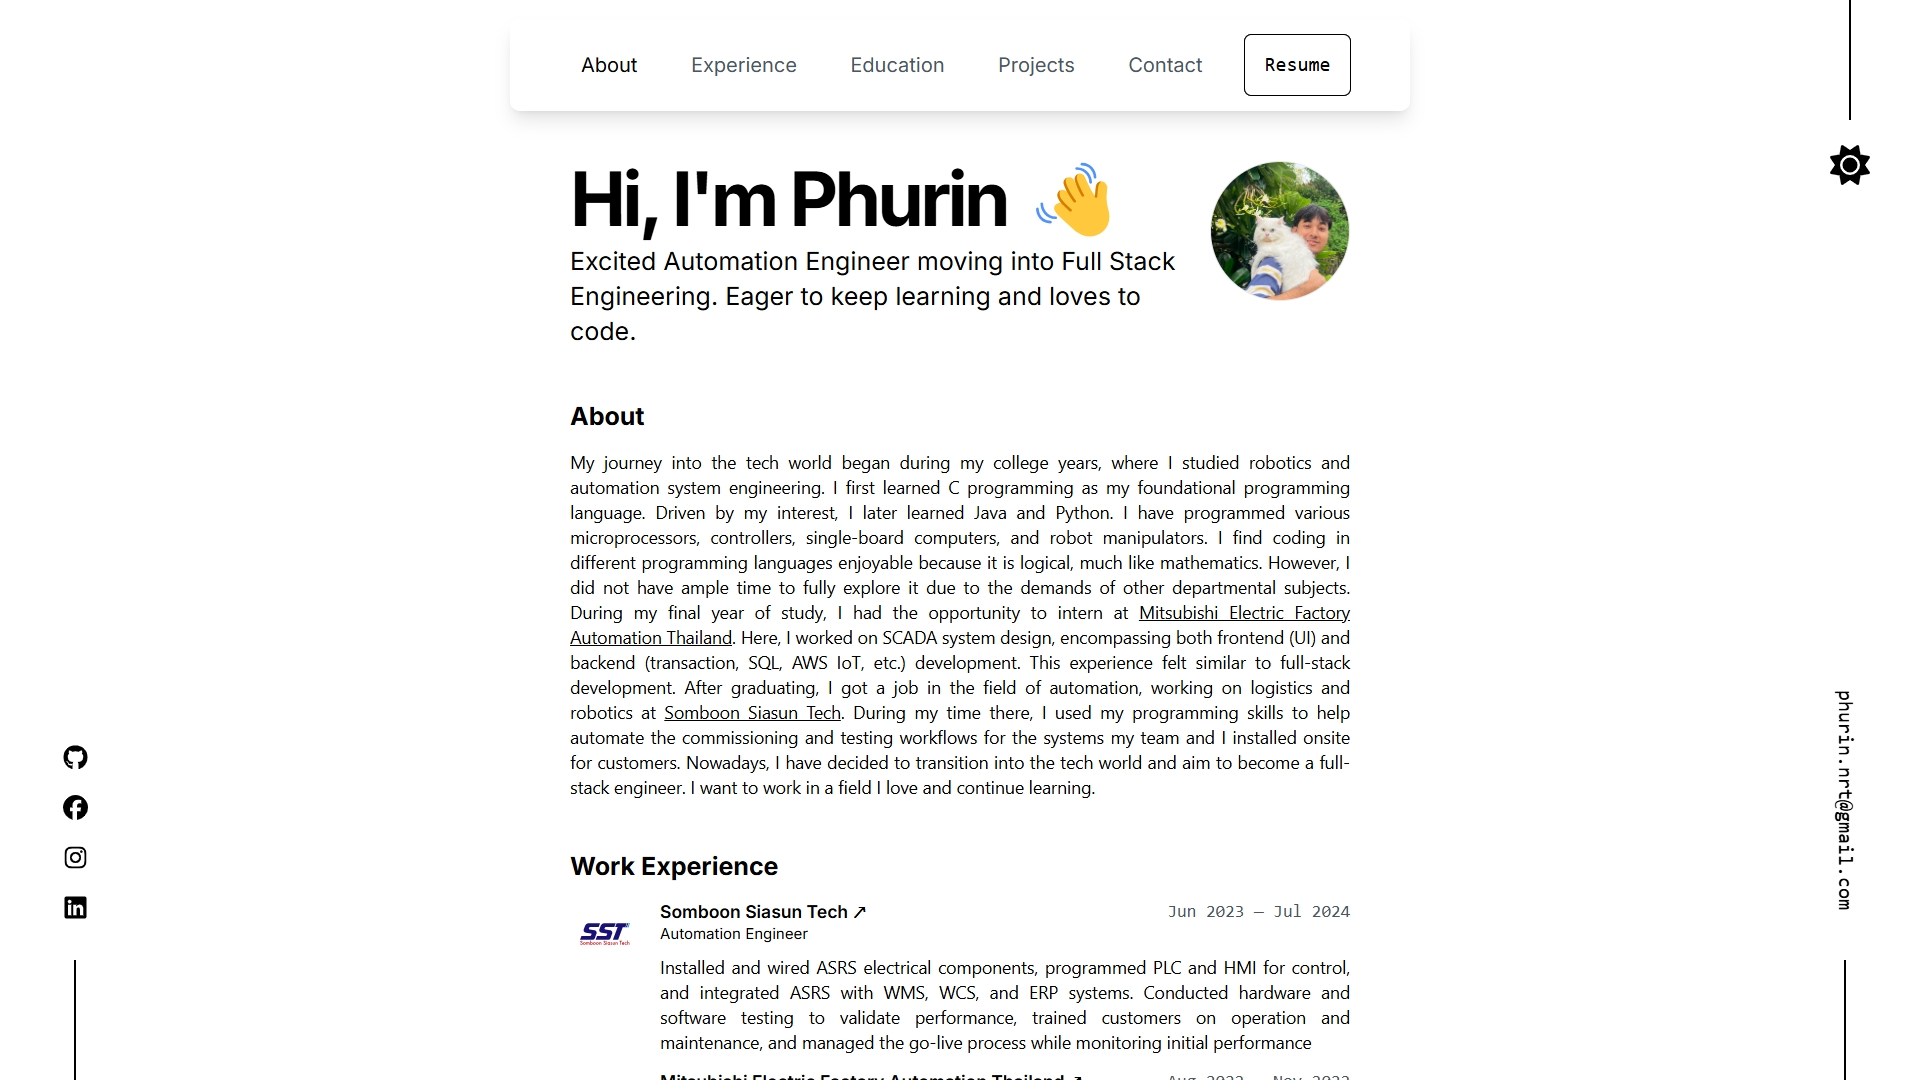 About Experience Education Projects Contact Resume
Hi, I'm Phurin 👋
Excited Automation Engineer moving into Full Stack
Engineering. Eager to keep learning and loves to
code.
About
My journey into the tech world began during my college years, where I studied robotics and
automation system engineering. I first learned C programming as my foundational programming
language. Driven by my interest, I later learned Java and Python. I have programmed various
microprocessors, controllers, single-board computers, and robot manipulators. I find coding in
different programming languages enjoyable because it is logical, much like mathematics. However, I
did not have ample time to fully explore it due to the demands of other departmental subjects.
During my final year of study, I had the opportunity to intern at Mitsubishi Electric Factory
Automation Thailand. Here, I worked on SCADA system design, encompassing both frontend (UI) and
backend (transaction, SQL, AWS IoT, etc.) development. This experience felt similar to full-stack
development. After graduating, I got a job in the field of automation, working on logistics and
robotics at Somboon Siasun Tech. During my time there, I used my programming skills to help
automate the commissioning and testing workflows for the systems my team and I installed onsite
for customers. Nowadays, I have decided to transition into the tech world and aim to become a full-
stack engineer. I want to work in a field I love and continue learning.
Work Experience
SST
Somboon Siasun Tech
Somboon Siasun Tech ↗ Jun 2023 — Jul 2024
Automation Engineer
Installed and wired ASRS electrical components, programmed PLC and HMI for control,
and integrated ASRS with WMS, WCS, and ERP systems. Conducted hardware and
software testing to validate performance, trained customers on operation and
maintenance, and managed the go-live process while monitoring initial performance
Mitsubishi Electric Factory Automation Thailand ↗ Aug 2022 — Nov 2022
phurin.nrt@gmail.com